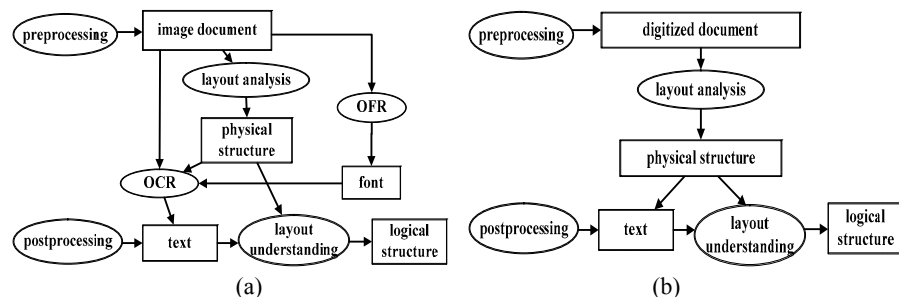 preprocessing
image document
layout analysis
OFR
physical
structure
OCR
font
postprocessing
text
layout
understanding
logical
structure
(a)
preprocessing
digitized document
layout analysis
physical structure
postprocessing
text
layout
understanding
logical
structure
(b)